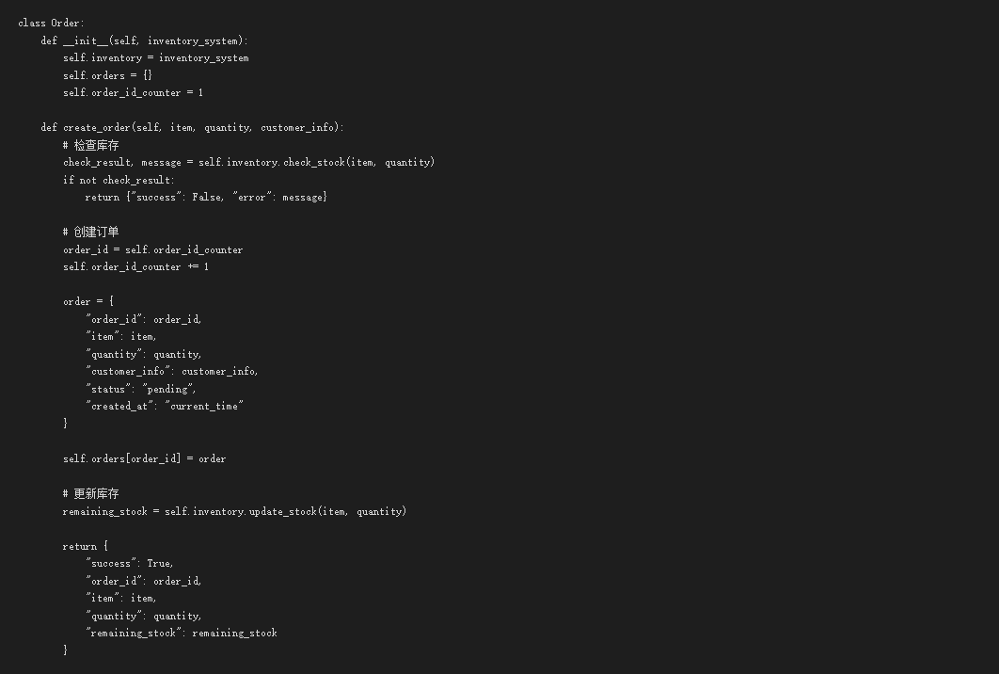 class Order:
    def __init__(self, inventory_system):
        self.inventory = inventory_system
        self.orders = {}
        self.order_id_counter = 1

    def create_order(self, item, quantity, customer_info):
        # 检查库存
        check_result, message = self.inventory.check_stock(item, quantity)
        if not check_result:
            return {"success": False, "error": message}

        # 创建订单
        order_id = self.order_id_counter
        self.order_id_counter += 1

        order = {
            "order_id": order_id,
            "item": item,
            "quantity": quantity,
            "customer_info": customer_info,
            "status": "pending",
            "created_at": "current_time"
        }

        self.orders[order_id] = order

        # 更新库存
        remaining_stock = self.inventory.update_stock(item, quantity)

        return {
            "success": True,
            "order_id": order_id,
            "item": item,
            "quantity": quantity,
            "remaining_stock": remaining_stock
        }